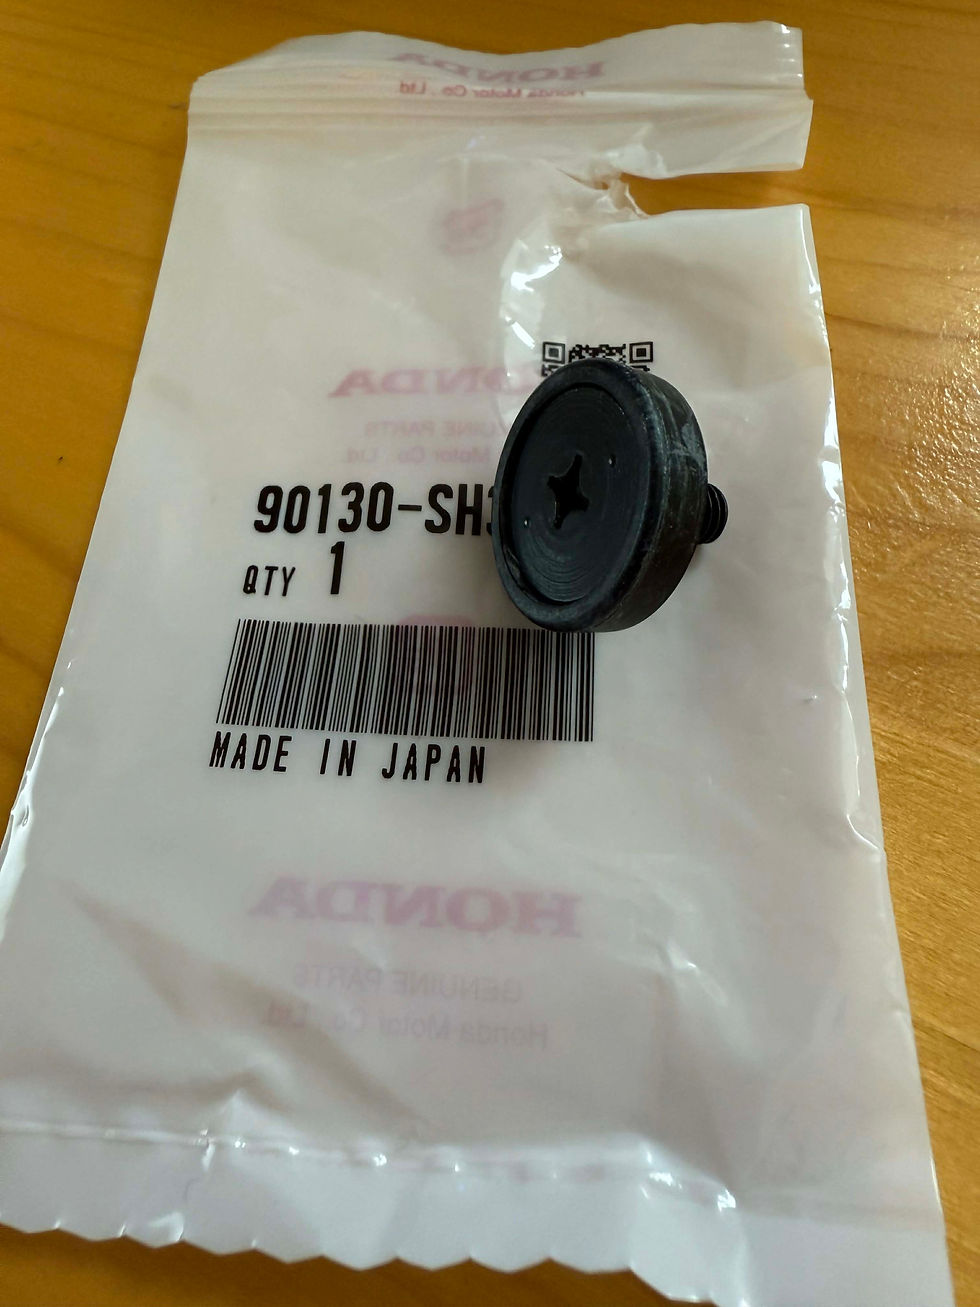 HONDA
Honda Motor Co., Ltd.
HONDA
GENUINE PARTS
Motor Co., Ltd.
90130-SH3
QTY 1
MADE IN JAPAN
HONDA
GENUINE PARTS
Honda Motor Co., Ltd.